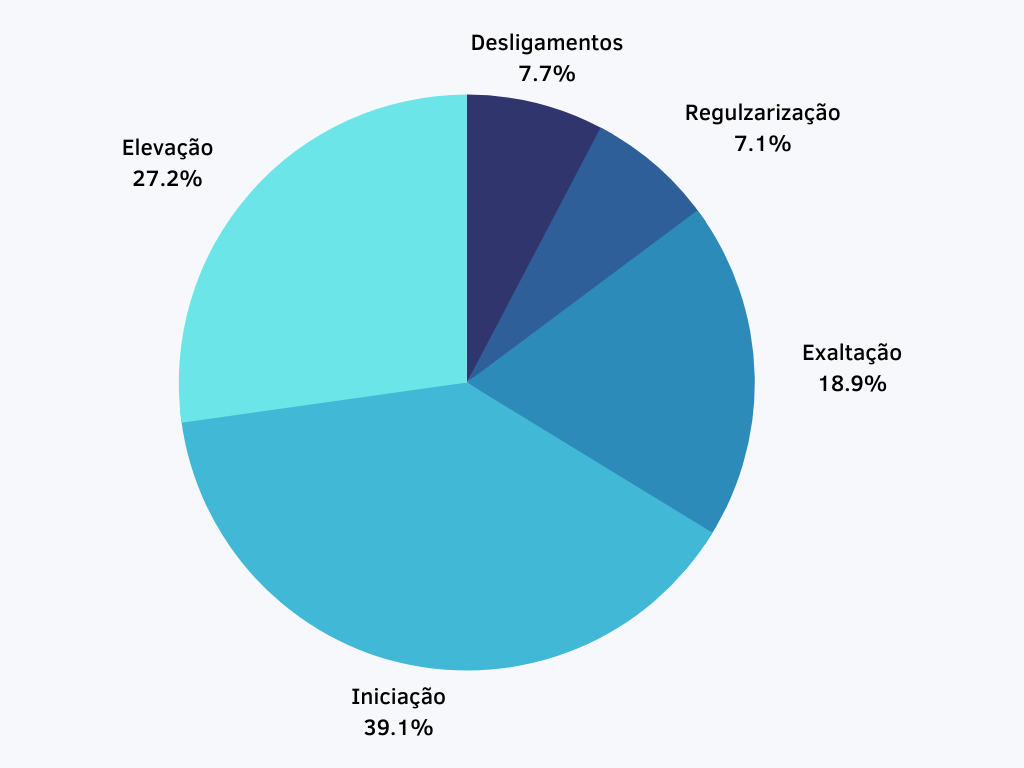 Desligamentos
7.7%
Regulzarização
7.1%
Elevação
27.2%
Exaltação
18.9%
Iniciação
39.1%